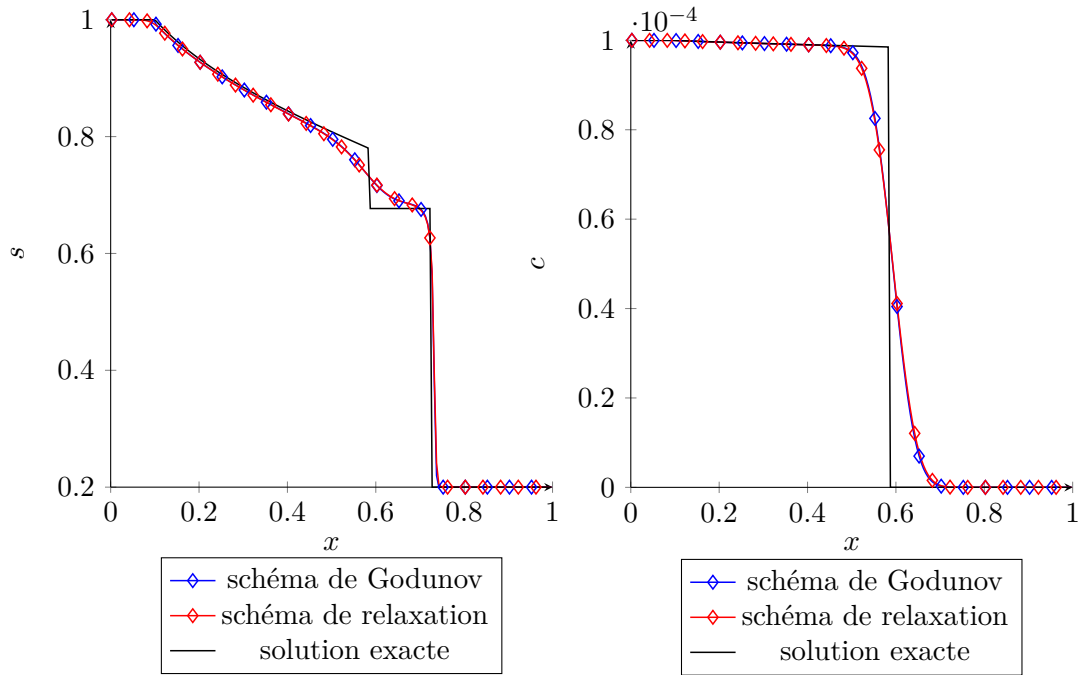 1
0.8
0.6
0.4
0.2
s
0 0.2 0.4 0.6 0.8 1
x
schéma de Godunov
schéma de relaxation
solution exacte
·10⁻⁴
1
0.8
0.6
0.4
0.2
0
c
0 0.2 0.4 0.6 0.8 1
x
schéma de Godunov
schéma de relaxation
solution exacte